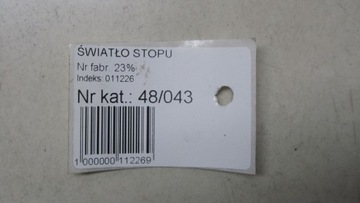 ŚWIATŁO STOPU
Nr fabr. 23%
Indeks: 011226
Nr kat.: 48/043
1 000000 112269